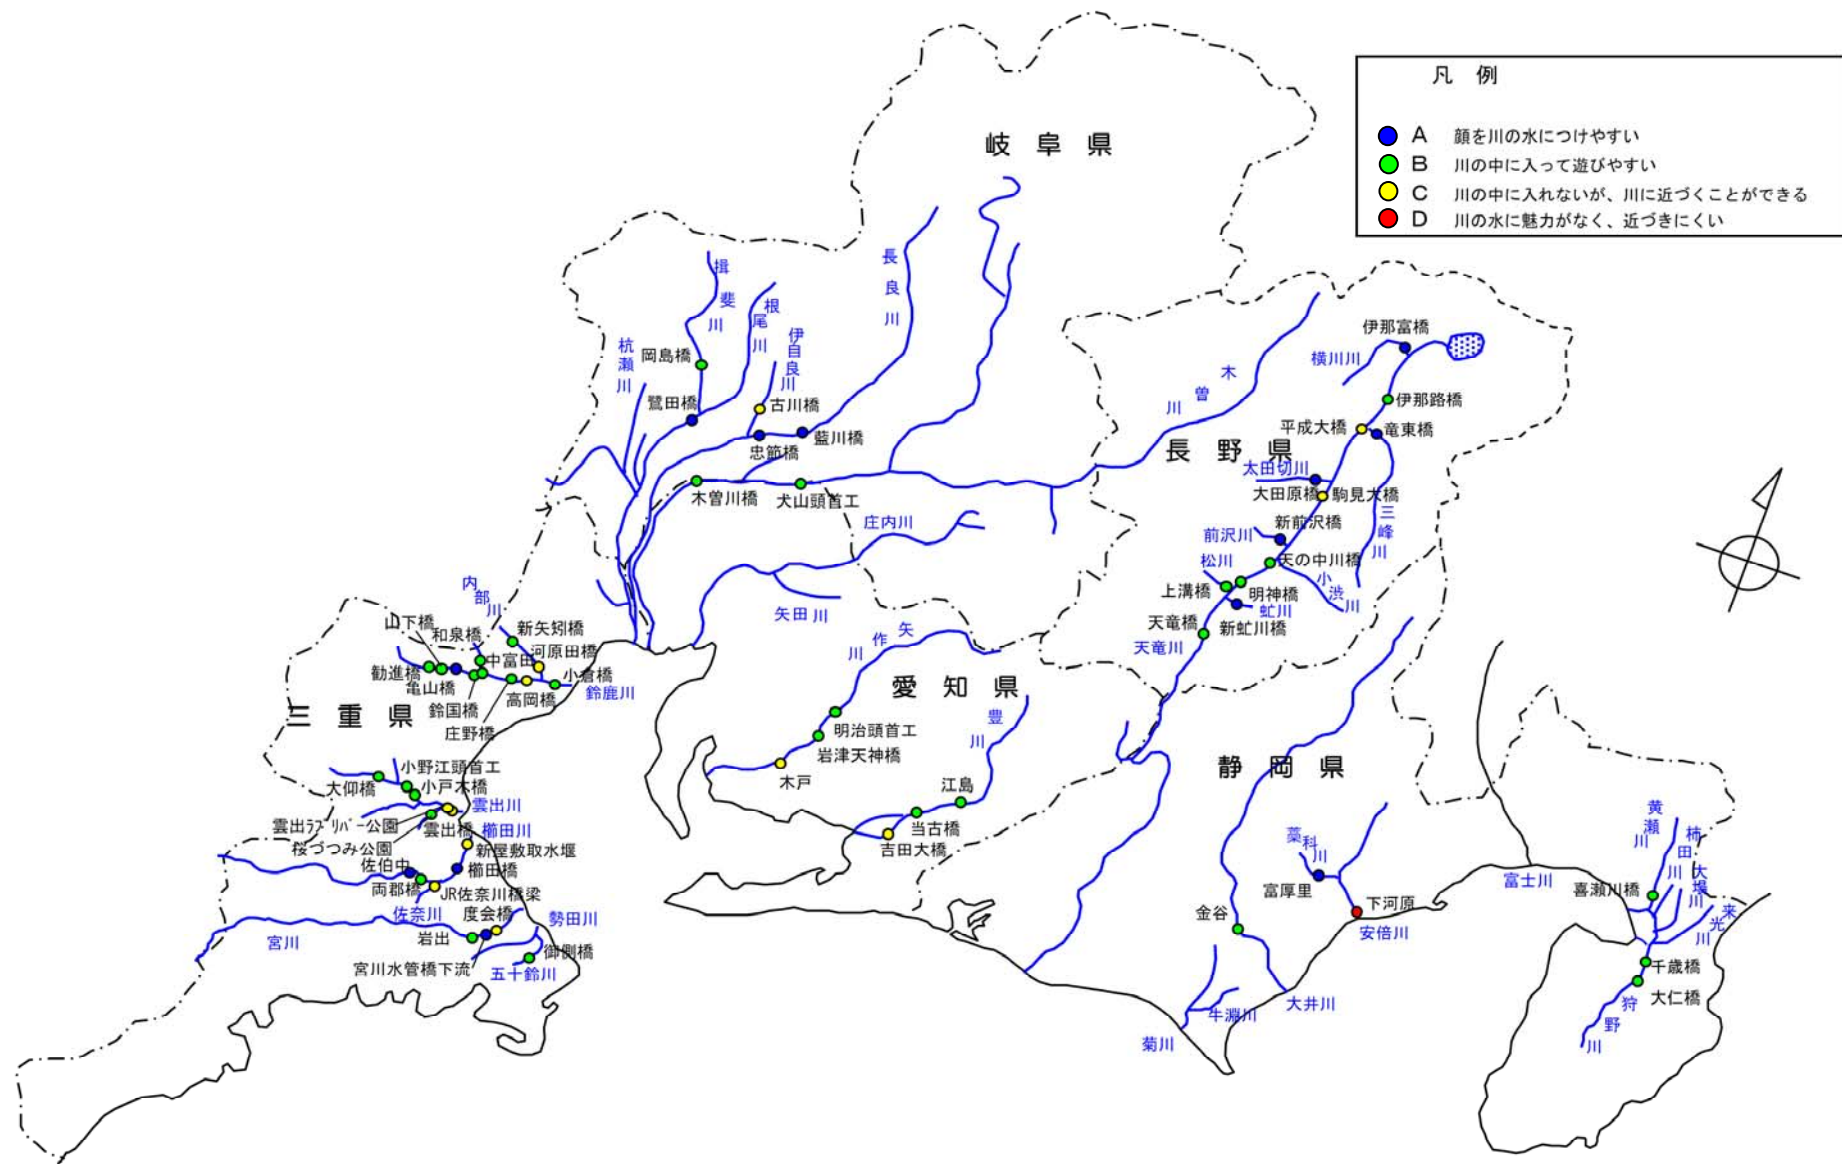 凡 例
A 顔を川の水につけやすい
B 川の中に入って遊びやすい
C 川の中に入れないが、川に近づくことができる
D 川の水に魅力がなく、近づきにくい
岐 阜 県
揖斐川
根尾川
伊自良川
長良川
杭瀬川
岡島橋
鷺田橋
古川橋
忠節橋
藍川橋
木曽川橋
犬山頭首工
庄内川
矢田川
長 野 県
木曽川
伊那富橋
横川川
伊那路橋
平成大橋
竜東橋
太田切川
大田原橋
駒見大橋
三峰川
新前沢橋
前沢川
天の中川橋
松川
小渋川
上溝橋
明神橋
虻川
天竜橋
新虻川橋
天竜川
三 重 県
内部川
山下橋
和泉橋
新矢矧橋
中富田
河原田橋
勧進橋
亀山橋
小倉橋
鈴鹿川
鈴国橋
高岡橋
庄野橋
小野江頭首工
大仰橋
小戸木橋
雲出川
雲出ﾗﾌﾞﾘﾊﾞｰ公園
雲出橋
櫛田川
桜づつみ公園
新屋敷取水堰
佐伯中
櫛田橋
両郡橋
JR佐奈川橋梁
佐奈川
度会橋
勢田川
宮川
岩出
御側橋
宮川水管橋下流
五十鈴川
愛 知 県
矢作川
明治頭首工
岩津天神橋
木戸
豊川
江島
当古橋
吉田大橋
静 岡 県
藁科川
富厚里
下河原
安倍川
金谷
大井川
牛淵川
菊川
富士川
黄瀬川
柿田川
大場川
来光川
喜瀬川橋
千歳橋
大仁橋
狩野川